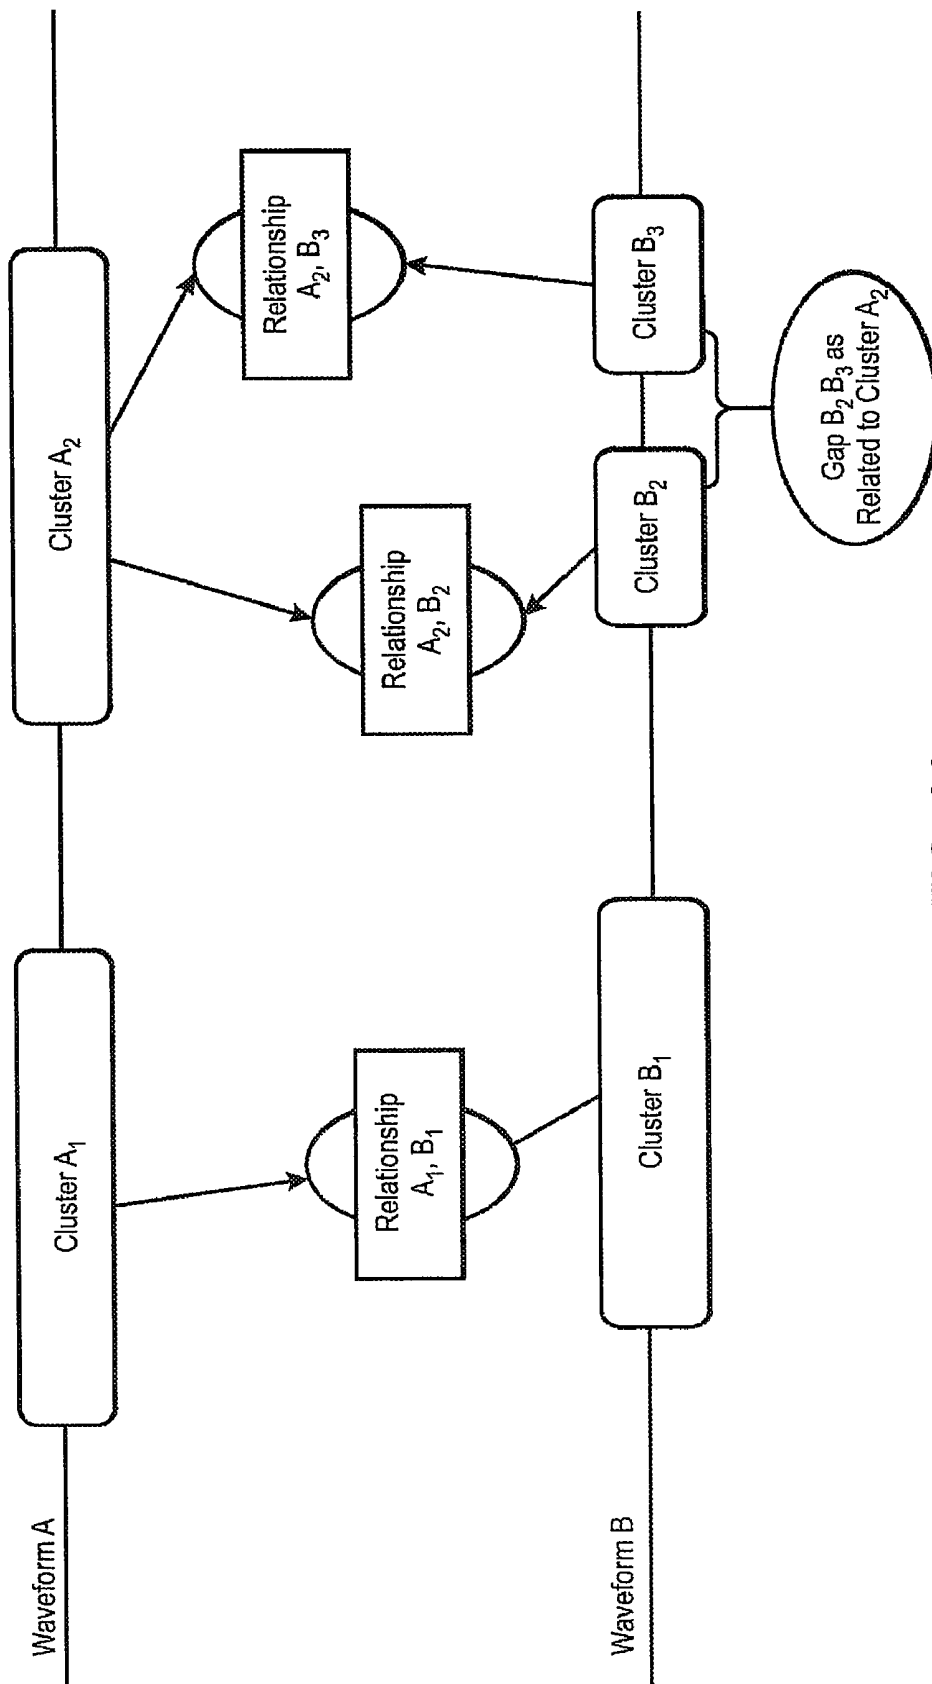 Waveform A
Cluster A₁
Cluster A₂
Relationship
A₁, B₁
Relationship
A₂, B₂
Relationship
A₂, B₃
Waveform B
Cluster B₁
Cluster B₂
Cluster B₃
Gap B₂ B₃ as
Related to Cluster A₂